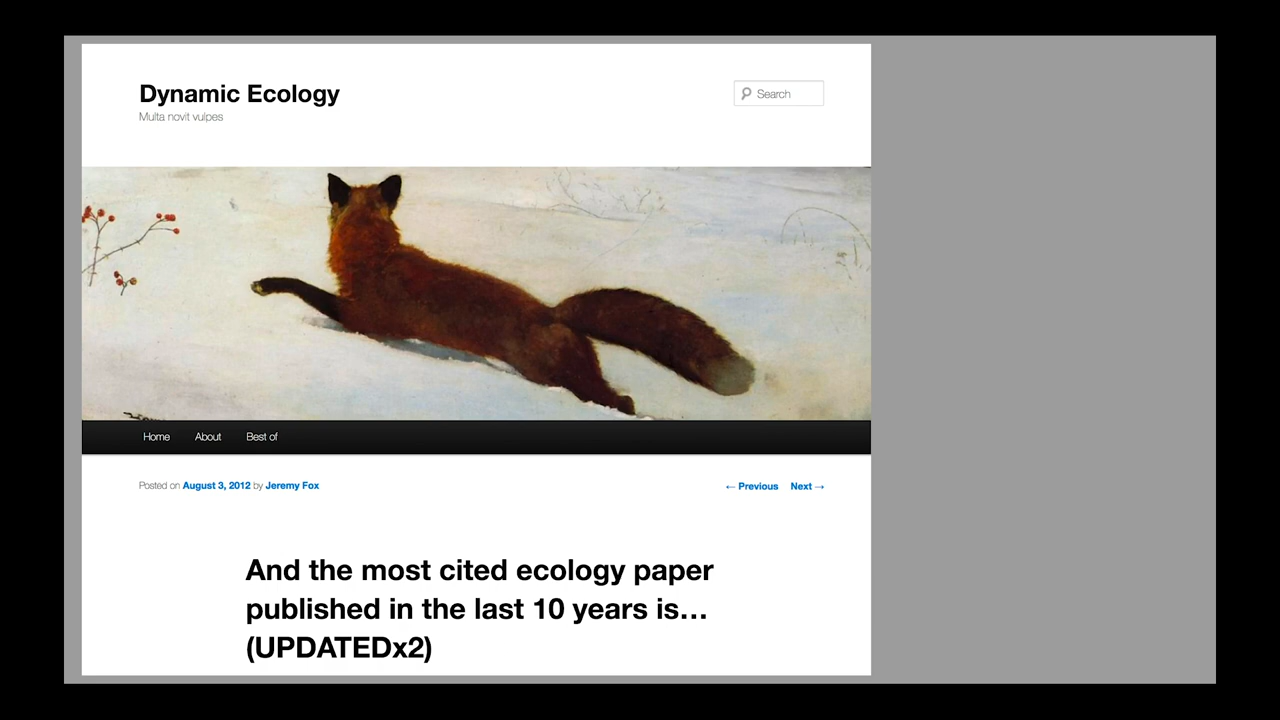 Dynamic Ecology
Multa novit vulpes
Search
Home About Best of
Posted on August 3, 2012 by Jeremy Fox
← Previous Next →
And the most cited ecology paper
published in the last 10 years is…
(UPDATEDx2)